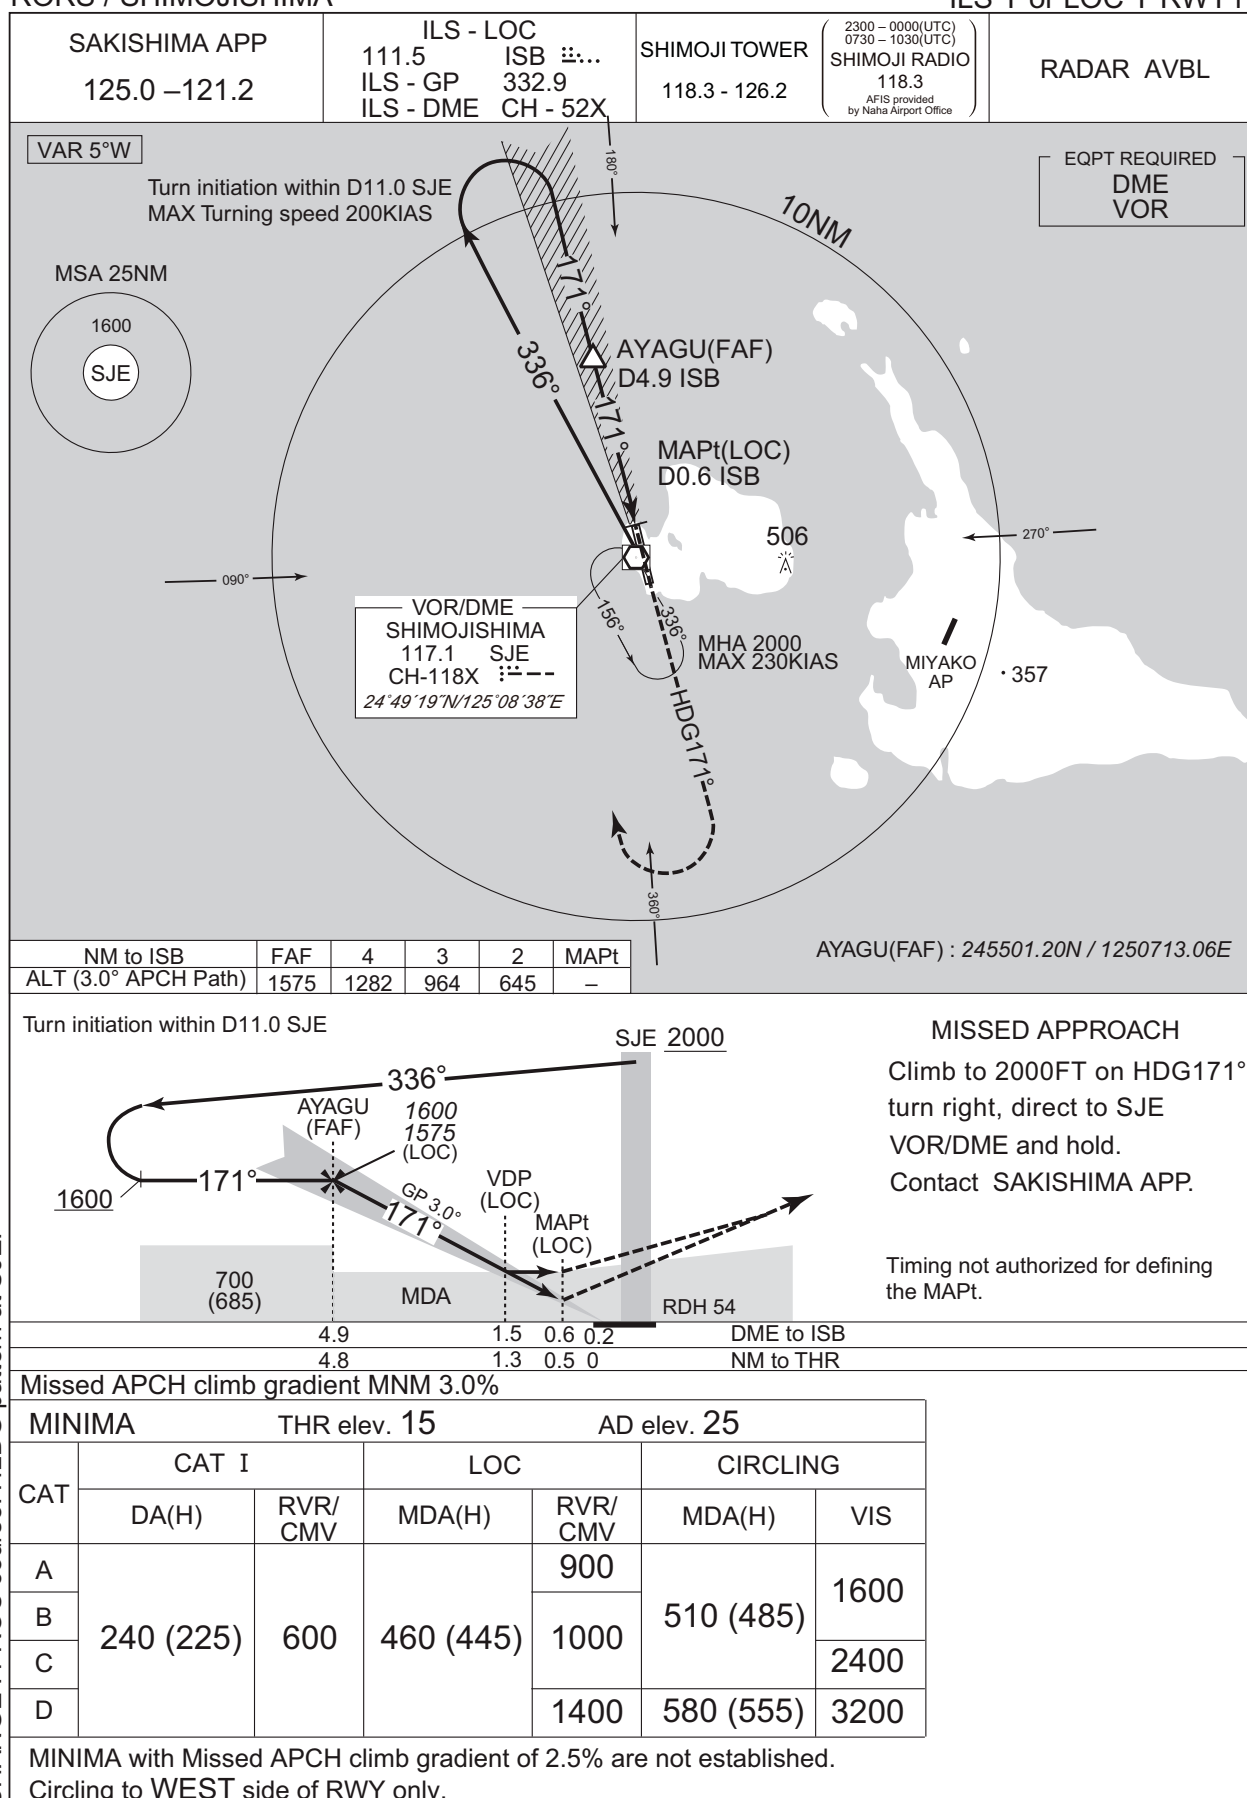 SAKISHIMA APP
125.0 –121.2
ILS - LOC
111.5 ISB
ILS - GP 332.9
ILS - DME CH - 52X
SHIMOJI TOWER
118.3 - 126.2
2300 – 0000(UTC)
0730 – 1030(UTC)
SHIMOJI RADIO
118.3
AFIS provided
by Naha Airport Office
RADAR AVBL
VAR 5°W
Turn initiation within D11.0 SJE
MAX Turning speed 200KIAS
180°
10NM
EQPT REQUIRED
DME
VOR
MSA 25NM
1600
SJE
171°
336°
AYAGU(FAF)
D4.9 ISB
171°
MAPt(LOC)
D0.6 ISB
506
270°
090°
VOR/DME
SHIMOJISHIMA
117.1 SJE
CH-118X
24°49´19˝N/125°08´38˝E
156°
336°
MHA 2000
MAX 230KIAS
MIYAKO
AP
357
HDG171°
360°
NM to ISB FAF 4 3 2 MAPt
ALT (3.0° APCH Path) 1575 1282 964 645 –
AYAGU(FAF) : 245501.20N / 1250713.06E
Turn initiation within D11.0 SJE
SJE 2000
336°
AYAGU
(FAF)
1600
1575
(LOC)
171°
1600
GP 3.0°
171°
VDP
(LOC)
MAPt
(LOC)
700
(685)
MDA
RDH 54
4.9 1.5 0.6 0.2 DME to ISB
4.8 1.3 0.5 0 NM to THR
MISSED APPROACH
Climb to 2000FT on HDG171°
turn right, direct to SJE
VOR/DME and hold.
Contact SAKISHIMA APP.
Timing not authorized for defining
the MAPt.
Missed APCH climb gradient MNM 3.0%
MINIMA THR elev. 15 AD elev. 25
CAT CAT I LOC CIRCLING
DA(H) RVR/CMV MDA(H) RVR/CMV MDA(H) VIS
A 900
B 240 (225) 600 460 (445) 1000 510 (485) 1600
C 2400
D 1400 580 (555) 3200
MINIMA with Missed APCH climb gradient of 2.5% are not established.
Circling to WEST side of RWY only.